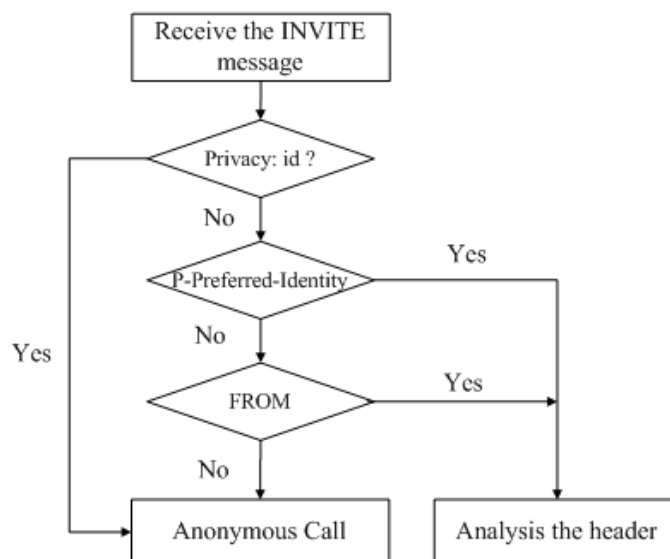 Receive the INVITE
message
Privacy: id ?
No
Yes
P-Preferred-Identity
Yes
No
Yes
FROM
No
Anonymous Call
Analysis the header